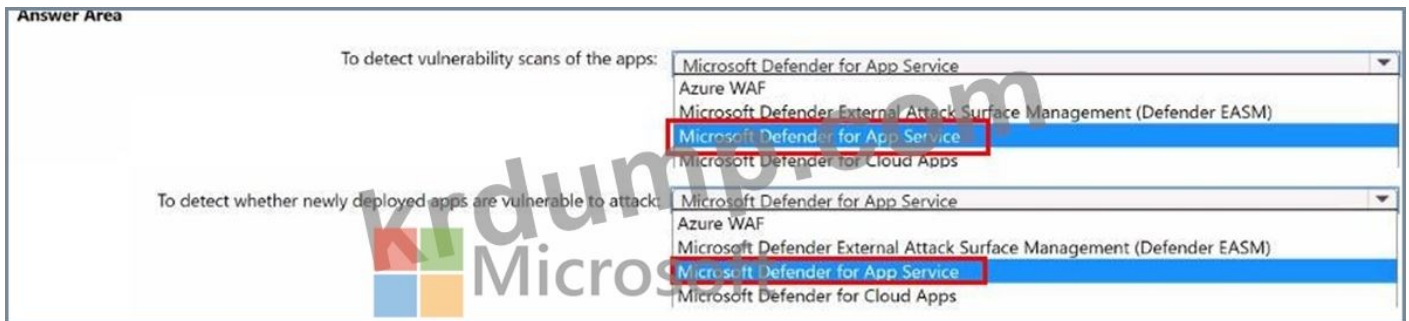 Answer Area
To detect vulnerability scans of the apps:
Microsoft Defender for App Service
Azure WAF
Microsoft Defender External Attack Surface Management (Defender EASM)
Microsoft Defender for App Service
Microsoft Defender for Cloud Apps
To detect whether newly deployed apps are vulnerable to attack:
Microsoft Defender for App Service
Azure WAF
Microsoft Defender External Attack Surface Management (Defender EASM)
Microsoft Defender for App Service
Microsoft Defender for Cloud Apps
krdump.com
Microsoft